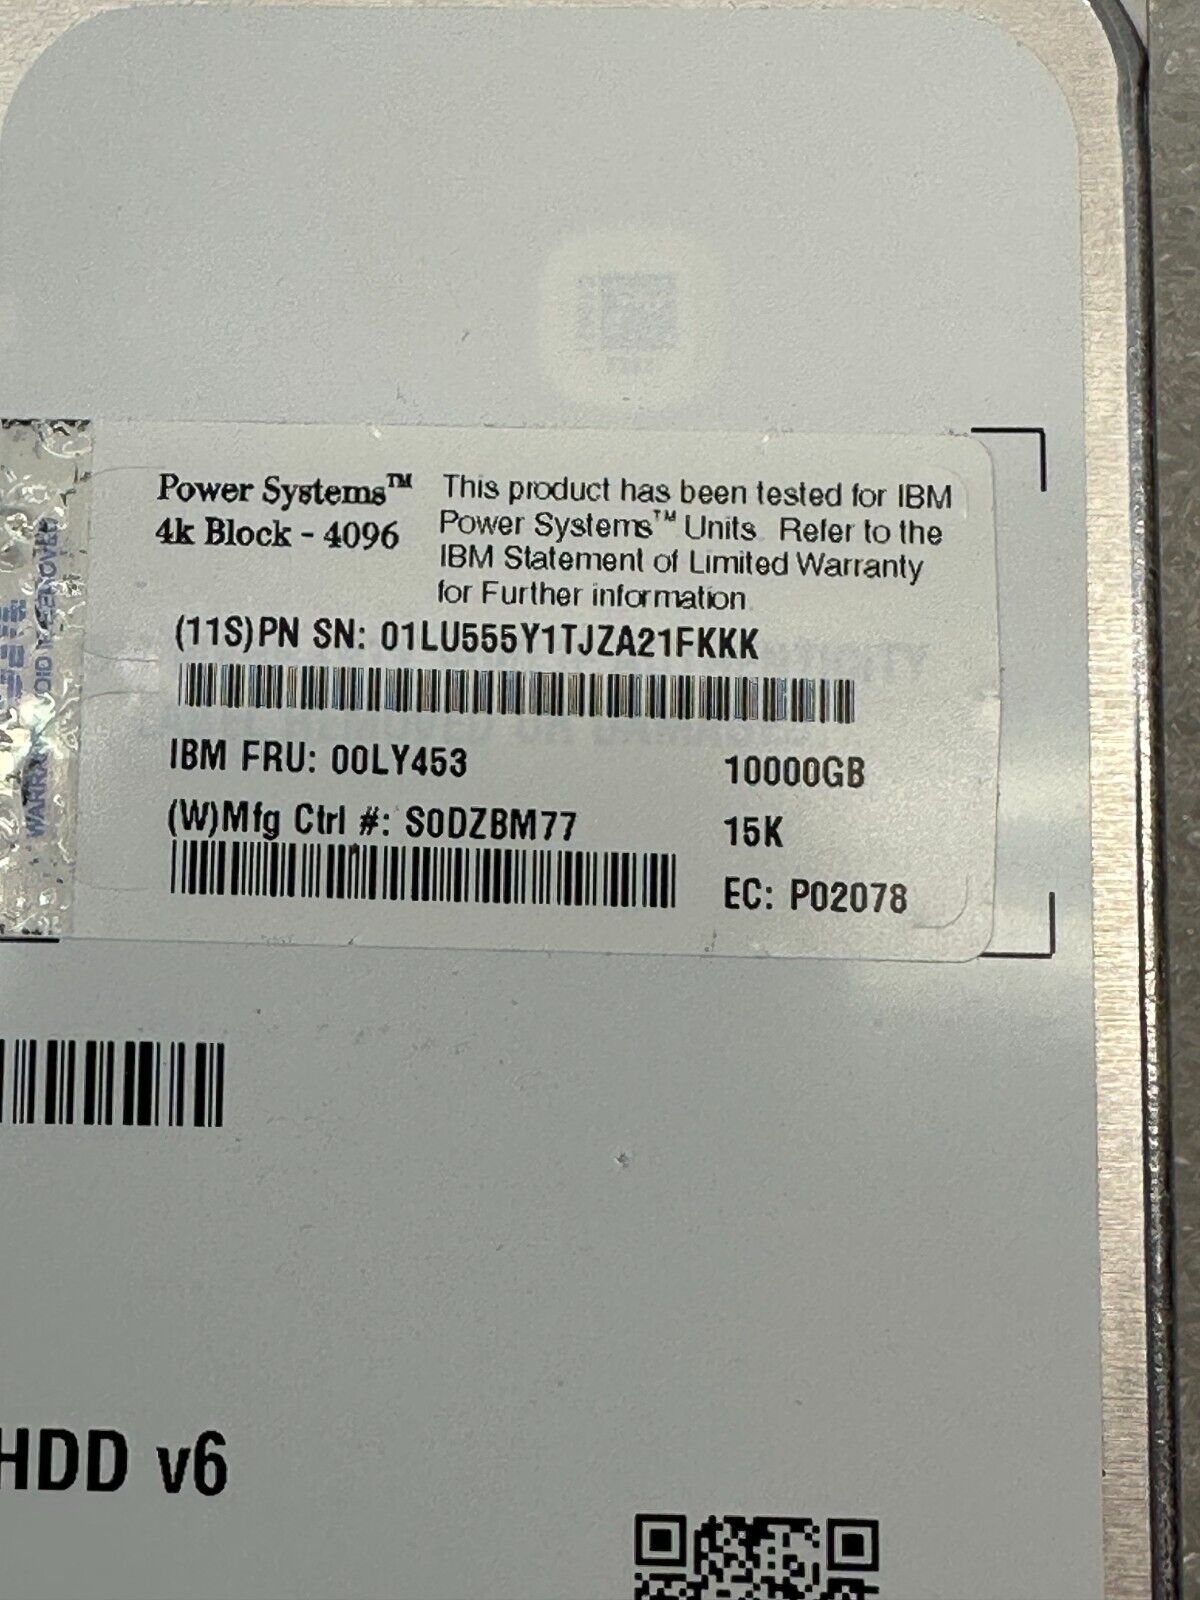 Power Systems™
4k Block - 4096
This product has been tested for IBM
Power Systems™ Units. Refer to the
IBM Statement of Limited Warranty
for Further information
(11S)PN SN: 01LU555Y1TJZA21FKKK
IBM FRU: 00LY453
10000GB
(W)Mfg Ctrl #: S0DZBM77
15K
EC: P02078
HDD v6